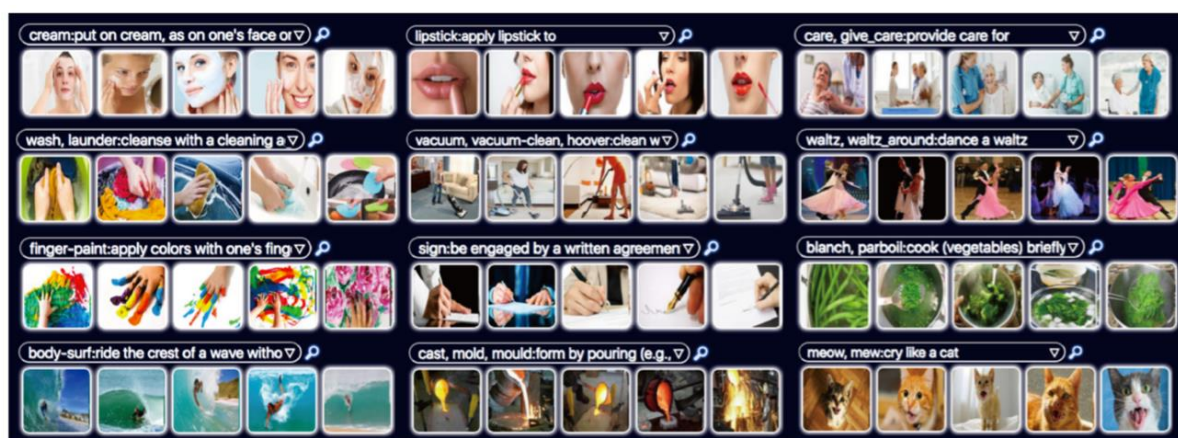 cream:put on cream, as on one's face or
lipstick:apply lipstick to
care, give_care:provide care for
wash, launder:cleanse with a cleaning a
vacuum, vacuum-clean, hoover:clean w
waltz, waltz_around:dance a waltz
finger-paint:apply colors with one's fing
sign:be engaged by a written agreemen
blanch, parboil:cook (vegetables) briefly
body-surf:ride the crest of a wave witho
cast, mold, mould:form by pouring (e.g.,
meow, mew:cry like a cat